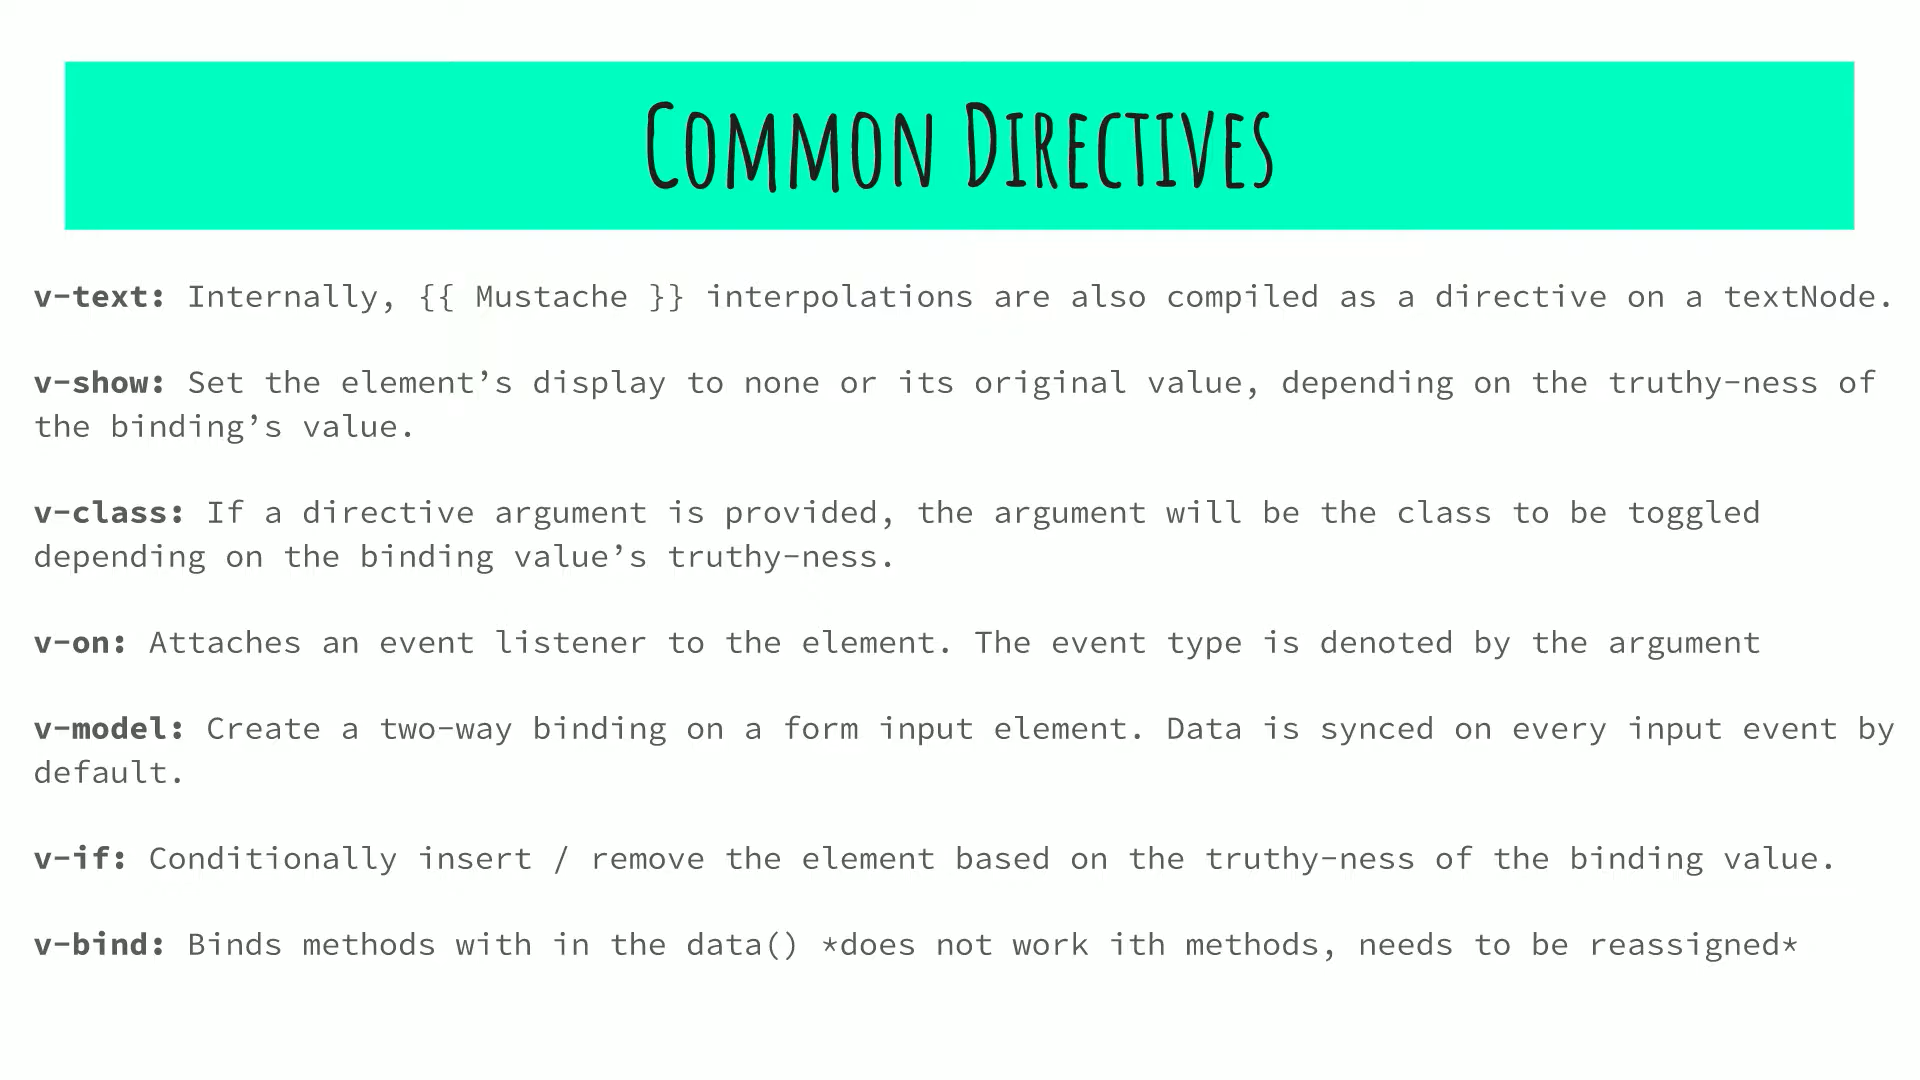 Common Directives
v-text: Internally, {{ Mustache }} interpolations are also compiled as a directive on a textNode.
v-show: Set the element’s display to none or its original value, depending on the truthy-ness of
the binding’s value.
v-class: If a directive argument is provided, the argument will be the class to be toggled
depending on the binding value’s truthy-ness.
v-on: Attaches an event listener to the element. The event type is denoted by the argument
v-model: Create a two-way binding on a form input element. Data is synced on every input event by
default.
v-if: Conditionally insert / remove the element based on the truthy-ness of the binding value.
v-bind: Binds methods with in the data() *does not work ith methods, needs to be reassigned*